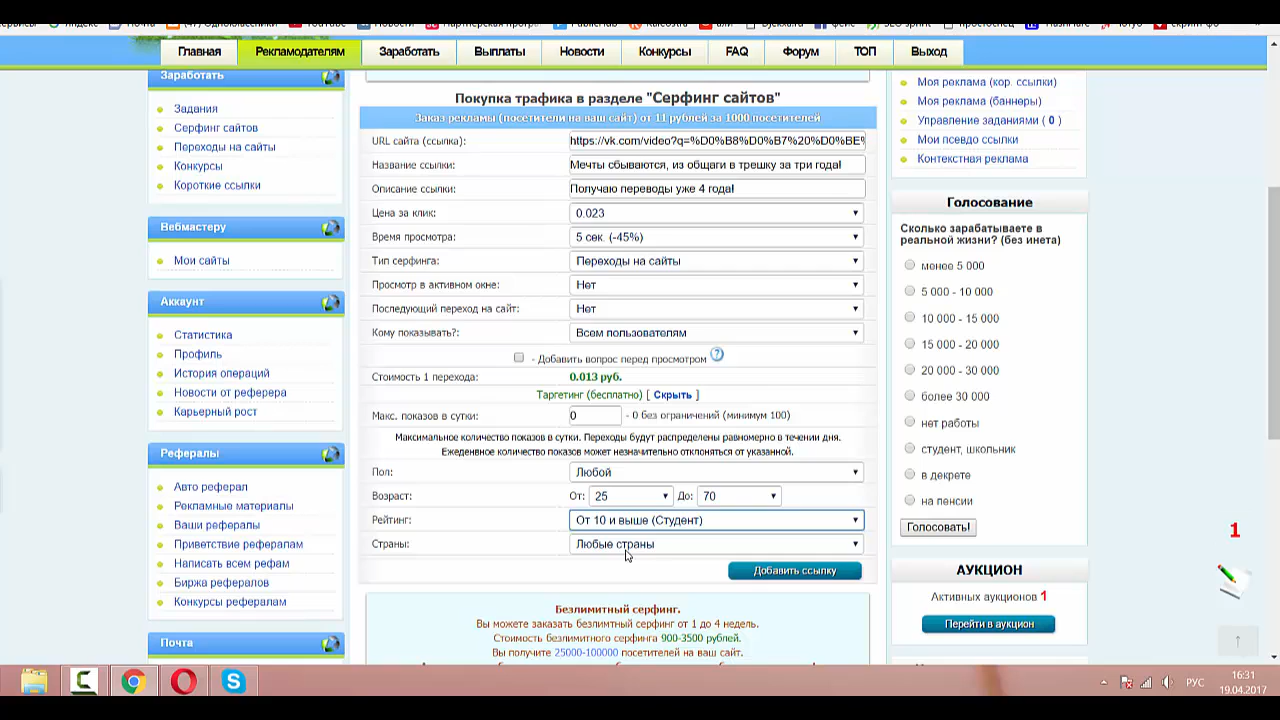 Новости
Главная
Рекламодателям
Заработать
Выплаты
Новости
Конкурсы
FAQ
Форум
ТОП
Выход
Заработать
Задания
Серфинг сайтов
Переходы на сайты
Конкурсы
Короткие ссылки
Вебмастеру
Мои сайты
Аккаунт
Статистика
Профиль
История операций
Новости от реферера
Карьерный рост
Рефералы
Авто реферал
Рекламные материалы
Ваши рефералы
Приветствие рефералам
Написать всем рефам
Биржа рефералов
Конкурсы рефералам
Почта
Покупка трафика в разделе "Серфинг сайтов"
Заказ рекламы (посетители на ваш сайт) от 11 рублей за 1000 посетителей
URL сайта (ссылка): https://vk.com/video?q=%D0%B8%D0%B7%20%D0%BE%
Название ссылки: Мечты сбываются, из общаги в трешку за три года!
Описание ссылки: Получаю переводы уже 4 года!
Цена за клик: 0.023
Время просмотра: 5 сек. (-45%)
Тип серфинга: Переходы на сайты
Просмотр в активном окне: Нет
Последующий переход на сайт: Нет
Кому показывать?: Всем пользователям
- Добавить вопрос перед просмотром ?
Стоимость 1 перехода: 0.013 руб.
Таргетинг (бесплатно) [ Скрыть ]
Макс. показов в сутки: 0 - 0 без ограничений (минимум 100)
Максимальное количество показов в сутки. Переходы будут распределены равномерно в течении дня.
Ежедневное количество показов может незначительно отклоняться от указанной.
Пол: Любой
Возраст: От: 25 До: 70
Рейтинг: От 10 и выше (Студент)
Страны: Любые страны
Добавить ссылку
Безлимитный серфинг.
Вы можете заказать безлимтный серфинг от 1 до 4 недель.
Стоимость безлимитного серфинга 900-3500 рублей.
Вы получите 25000-100000 посетителей на ваш сайт.
Моя реклама (кор. ссылки)
Моя реклама (баннеры)
Управление заданиями ( 0 )
Мои псевдо ссылки
Контекстная реклама
Голосование
Сколько зарабатываете в
реальной жизни? (без инета)
менее 5 000
5 000 - 10 000
10 000 - 15 000
15 000 - 20 000
20 000 - 30 000
более 30 000
нет работы
студент, школьник
в декрете
на пенсии
Голосовать!
АУКЦИОН
Активных аукционов 1
Перейти в аукцион
1
РУС
16:31
19.04.2017